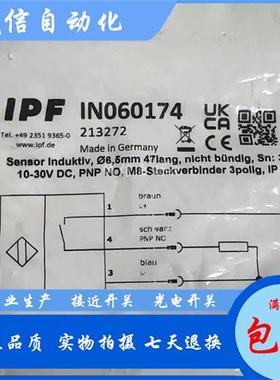 信自动化
IPF IN060174
UK
CA
Tel. +49 2351 9365-0
213272
www.ipf.de
Made in Germany
CE
Sensor Induktiv, Ø6,5mm 47lang, nicht bündig, Sn: 3
10-30V DC, PNP NO, M8-Steckverbinder 3polig, IP
braun
1
L+
schwarz
4
PNP NO
blau
3
业生产 接近开关 光电开关
满
品质 实物拍摄 七天退换
包